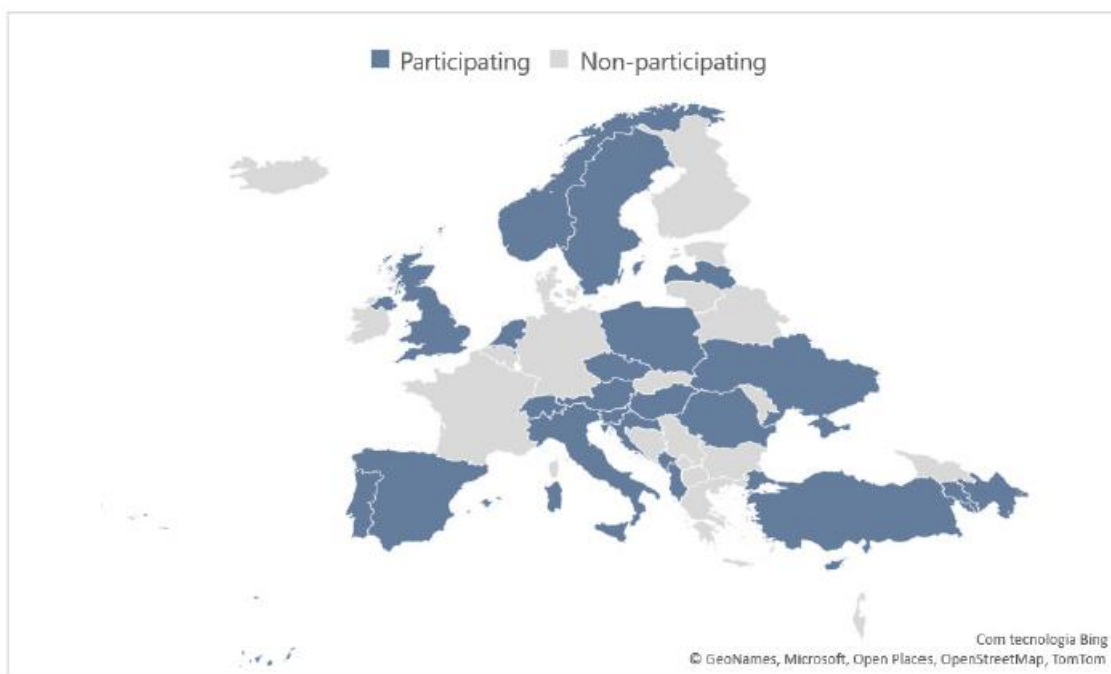 Participating Non-participating
Com tecnologia Bing
© GeoNames, Microsoft, Open Places, OpenStreetMap, TomTom